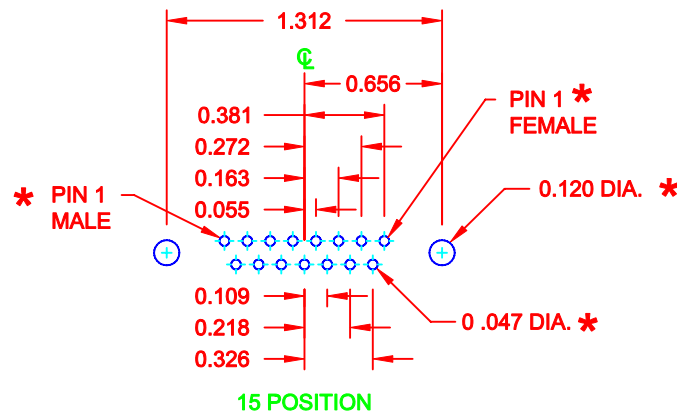 1.312
℄
0.656
0.381
PIN 1 *
FEMALE
0.272
0.163
* PIN 1
MALE
0.120 DIA. *
0.055
0.109
0 .047 DIA. *
0.218
0.326
15 POSITION